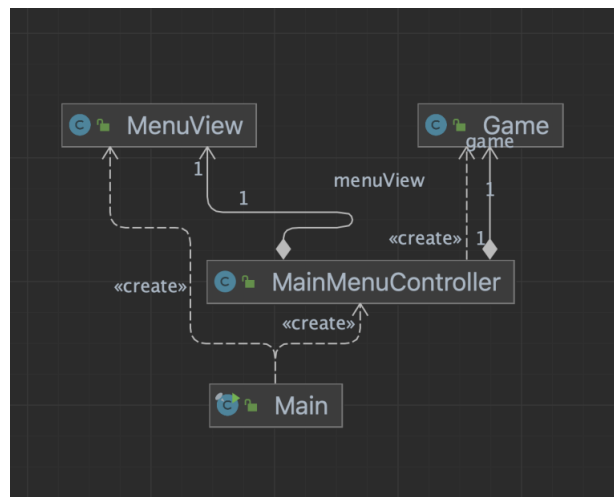 MenuView
Game
game
1
menuView
1
1
«create»
1
MainMenuController
«create»
«create»
Main